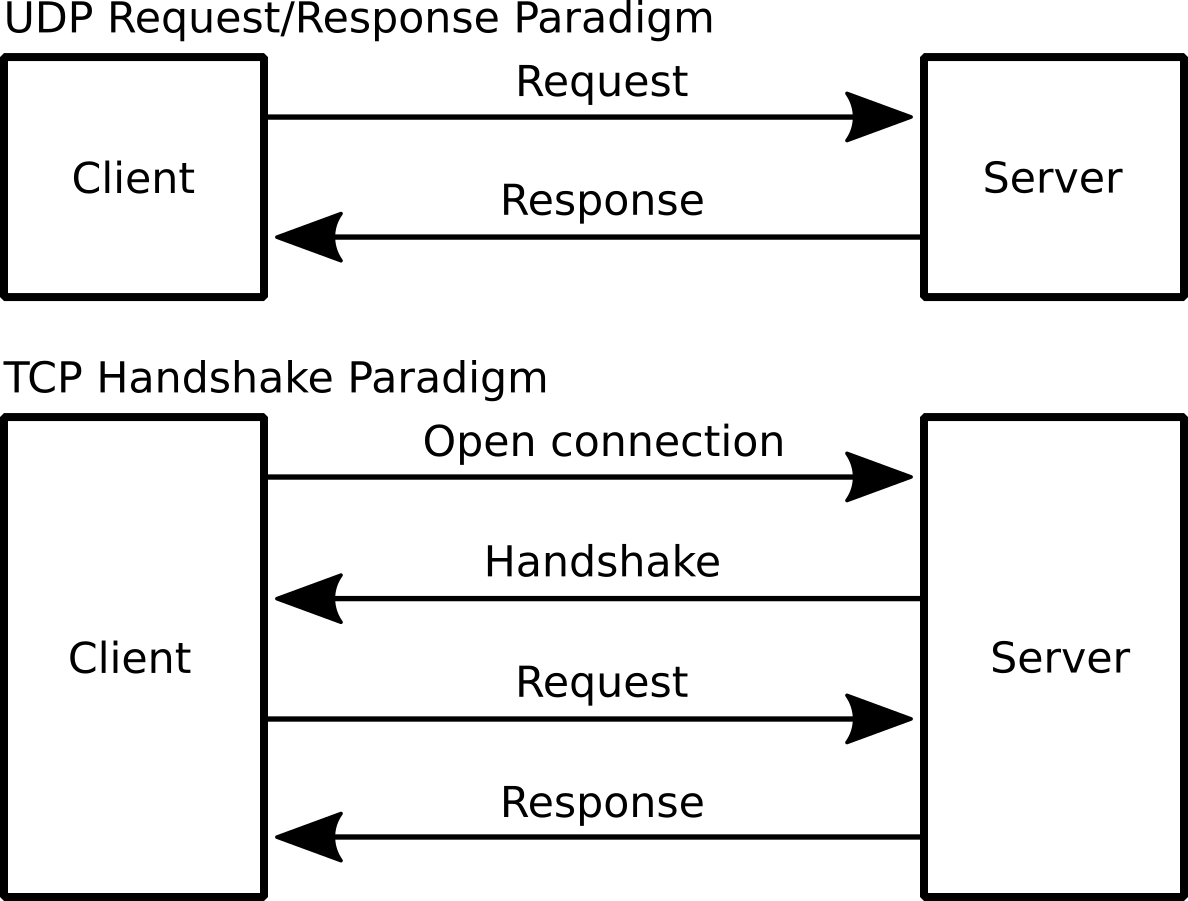 UDP Request/Response Paradigm
Request
Client
Server
Response
TCP Handshake Paradigm
Open connection
Handshake
Client
Server
Request
Response